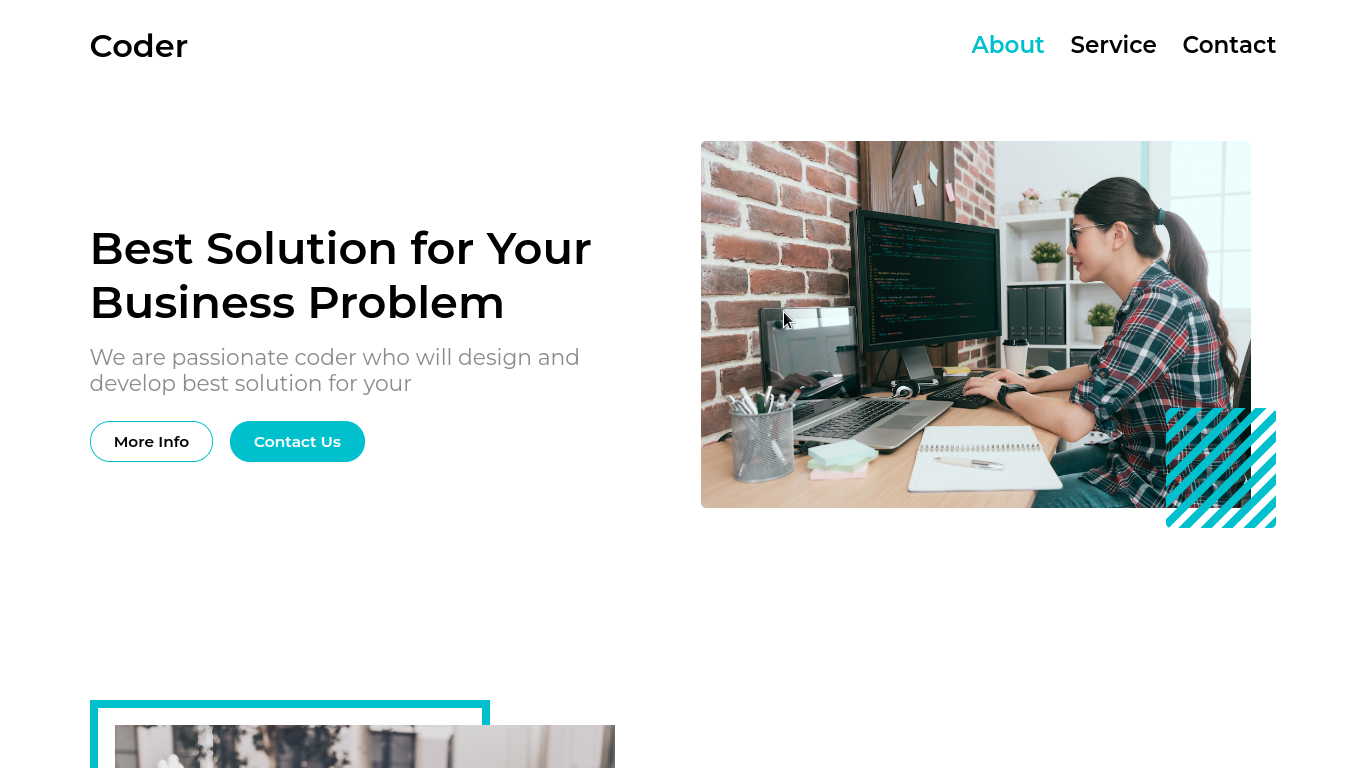 Coder
About Service Contact
Best Solution for Your
Business Problem
We are passionate coder who will design and
develop best solution for your
More Info Contact Us